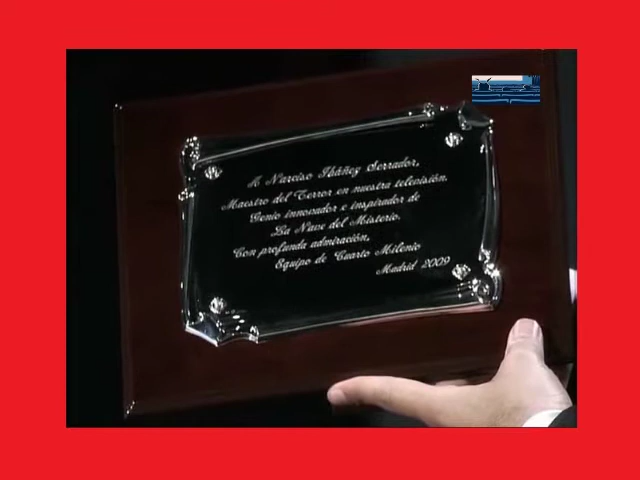 A Narciso Ibáñez Serrador,
Maestro del Terror en nuestra televisión.
Genio innovador e inspirador de
La Nave del Misterio.
Con profunda admiración,
Equipo de Cuarto Milenio
Madrid 2009